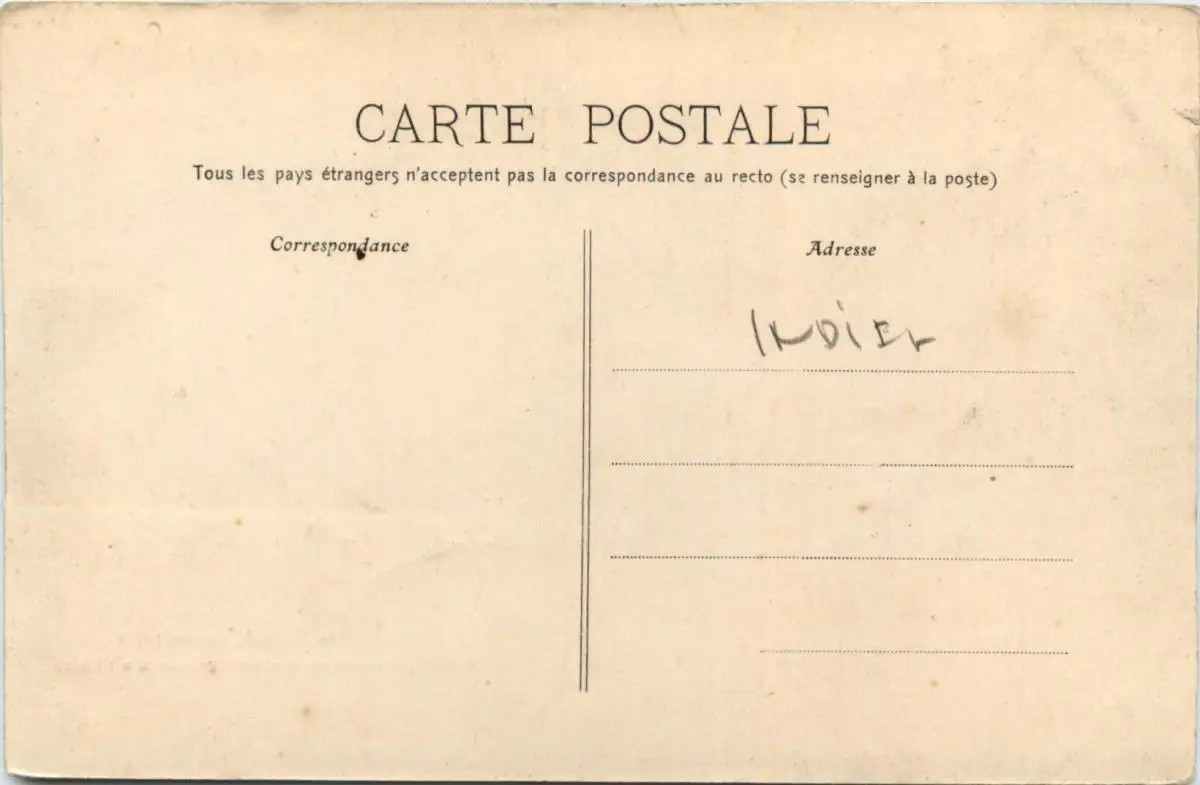 CARTE POSTALE
Tous les pays étrangers n'acceptent pas la correspondance au recto (se renseigner à la poste)
Correspondance
Adresse
INDIEN